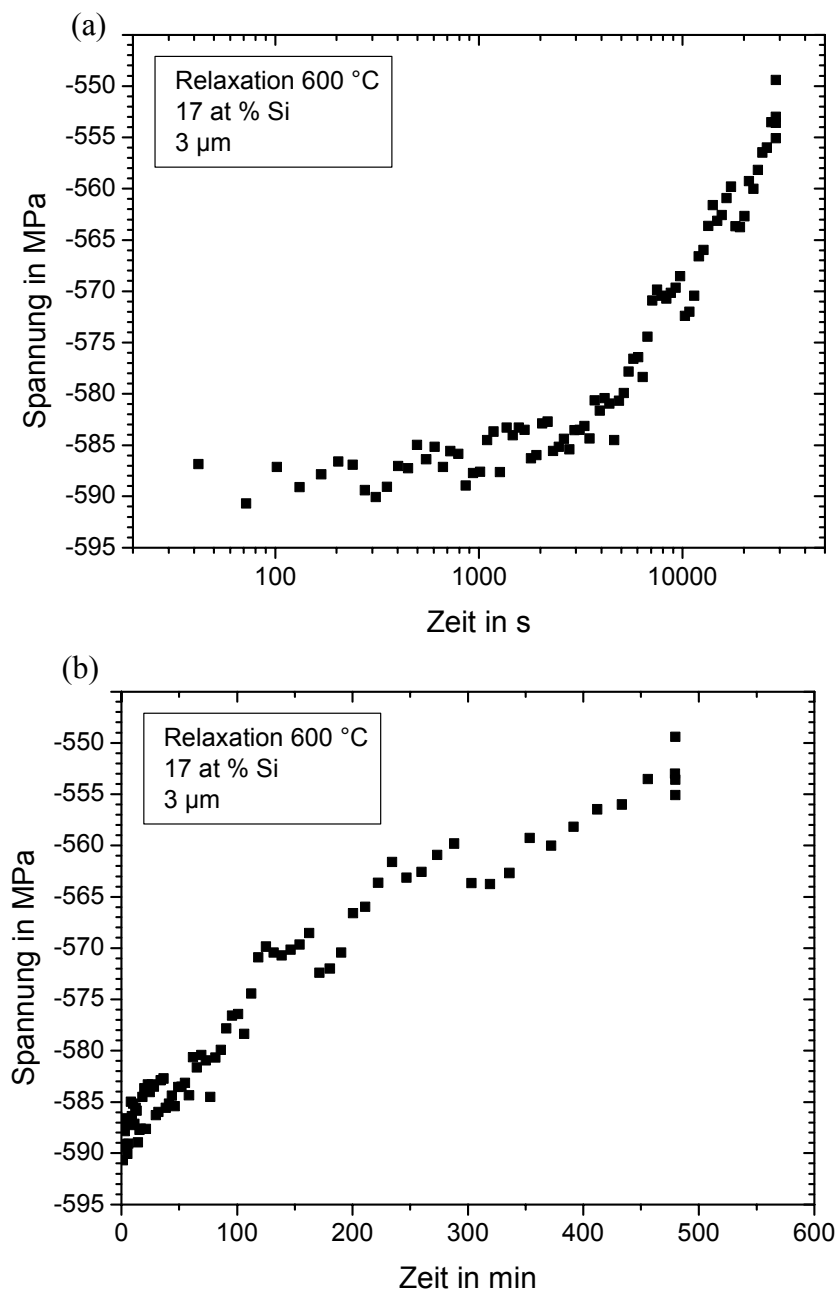 (a)
Relaxation 600 °C
17 at % Si
3 µm
Spannung in MPa
-550
-555
-560
-565
-570
-575
-580
-585
-590
-595
100
1000
10000
Zeit in s
(b)
Relaxation 600 °C
17 at % Si
3 µm
Spannung in MPa
-550
-555
-560
-565
-570
-575
-580
-585
-590
-595
0
100
200
300
400
500
600
Zeit in min